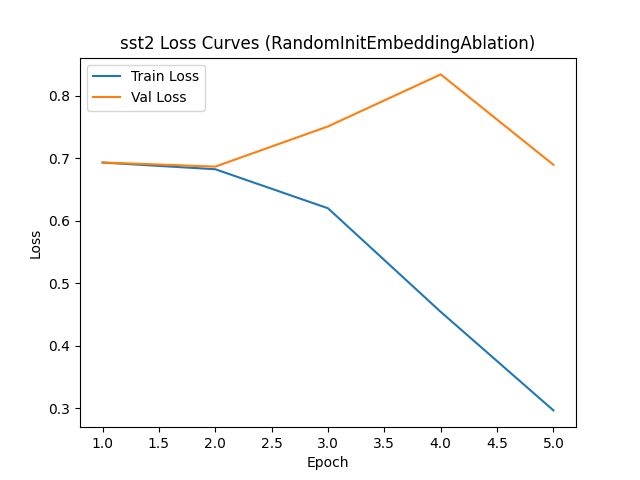 sst2 Loss Curves (RandomInitEmbeddingAblation)
Train Loss
Val Loss
0.8
0.7
0.6
0.5
0.4
0.3
Loss
1.0 1.5 2.0 2.5 3.0 3.5 4.0 4.5 5.0
Epoch